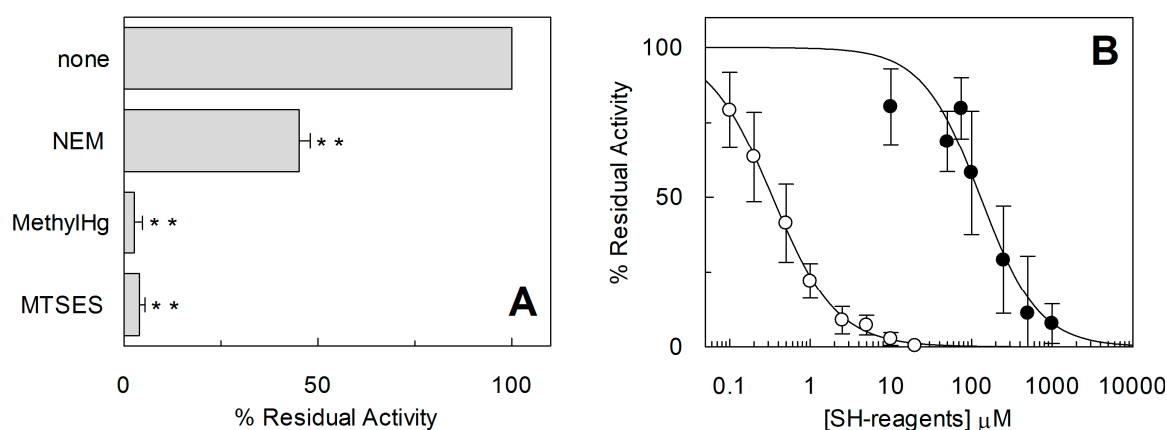 A
none
NEM
MethylHg
MTSES
* *
* *
* *
0
50
100
% Residual Activity
B
100
50
0
% Residual Activity
0.1
1
10
100
1000
10000
[SH-reagents] μM